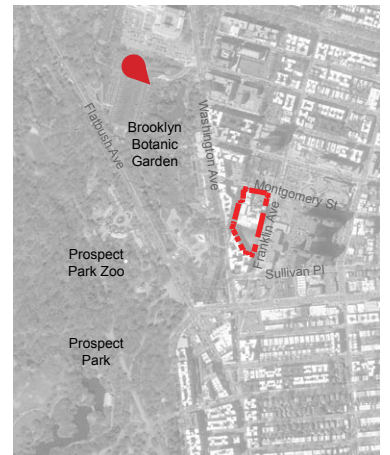 Flatbush Ave
Brooklyn
Botanic
Garden
Washington Ave
Montgomery St
Franklin Ave
Sullivan Pl
Prospect
Park Zoo
Prospect
Park